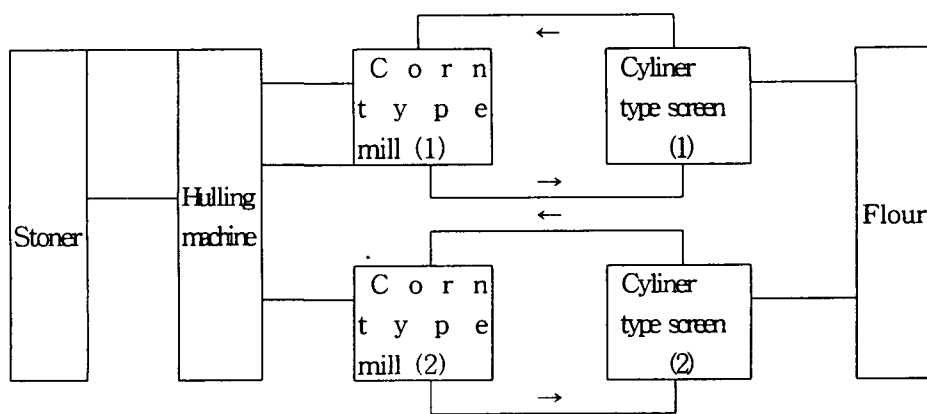 Stoner
Hulling
machine
C o r n
t y p e
mill (1)
←
→
Cyliner
type screen
(1)
←
C o r n
t y p e
mill (2)
→
Cyliner
type screen
(2)
Flour